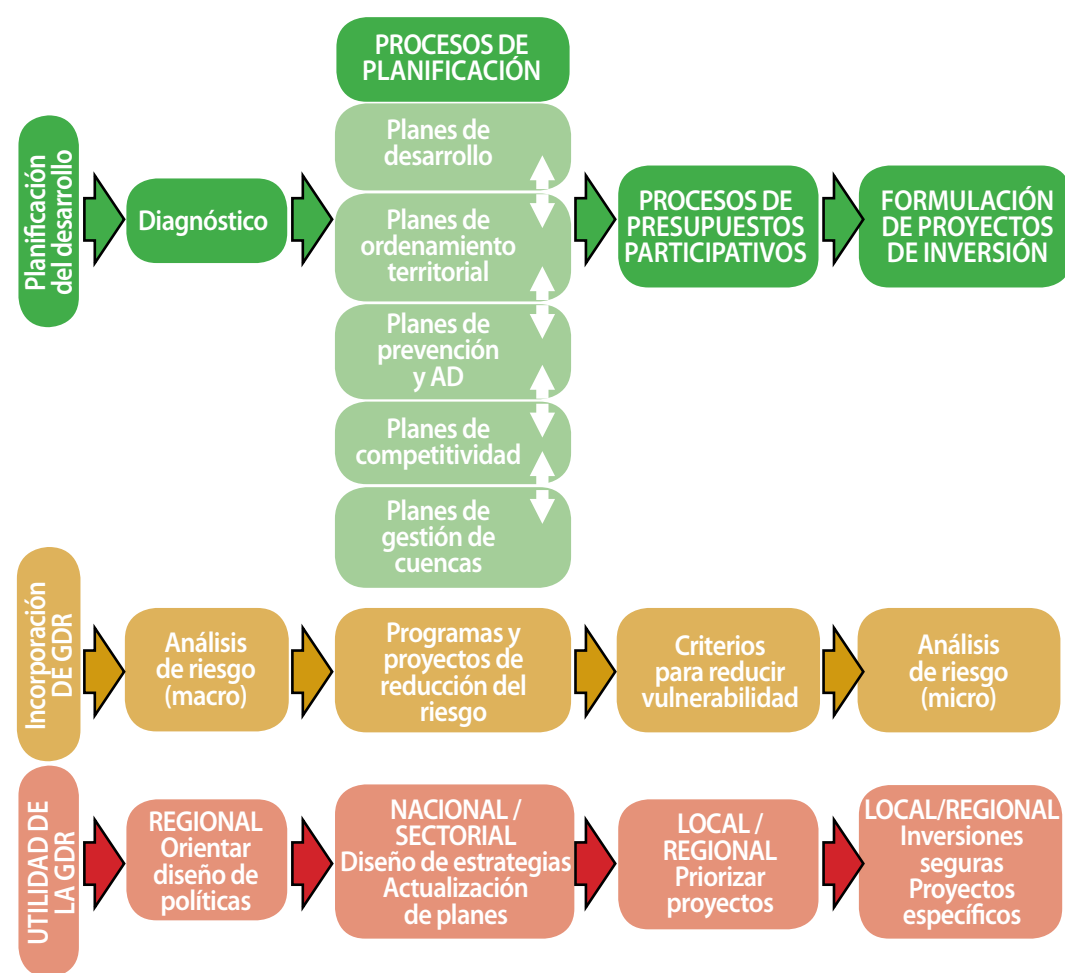 PROCESOS DE
PLANIFICACIÓN
Planificación
del desarrollo
Diagnóstico
Planes de
desarrollo
Planes de
ordenamiento
territorial
Planes de
prevención
y AD
Planes de
competitividad
Planes de
gestión de
cuencas
PROCESOS DE
PRESUPUESTOS
PARTICIPATIVOS
FORMULACIÓN
DE PROYECTOS
DE INVERSIÓN
Incorporación
DE GDR
Análisis
de riesgo
(macro)
Programas y
proyectos de
reducción del
riesgo
Criterios
para reducir
vulnerabilidad
Análisis
de riesgo
(micro)
UTILIDAD DE
LA GDR
REGIONAL
Orientar
diseño de
políticas
NACIONAL /
SECTORIAL
Diseño de estrategias
Actualización
de planes
LOCAL /
REGIONAL
Priorizar
proyectos
LOCAL/REGIONAL
Inversiones
seguras
Proyectos
específicos